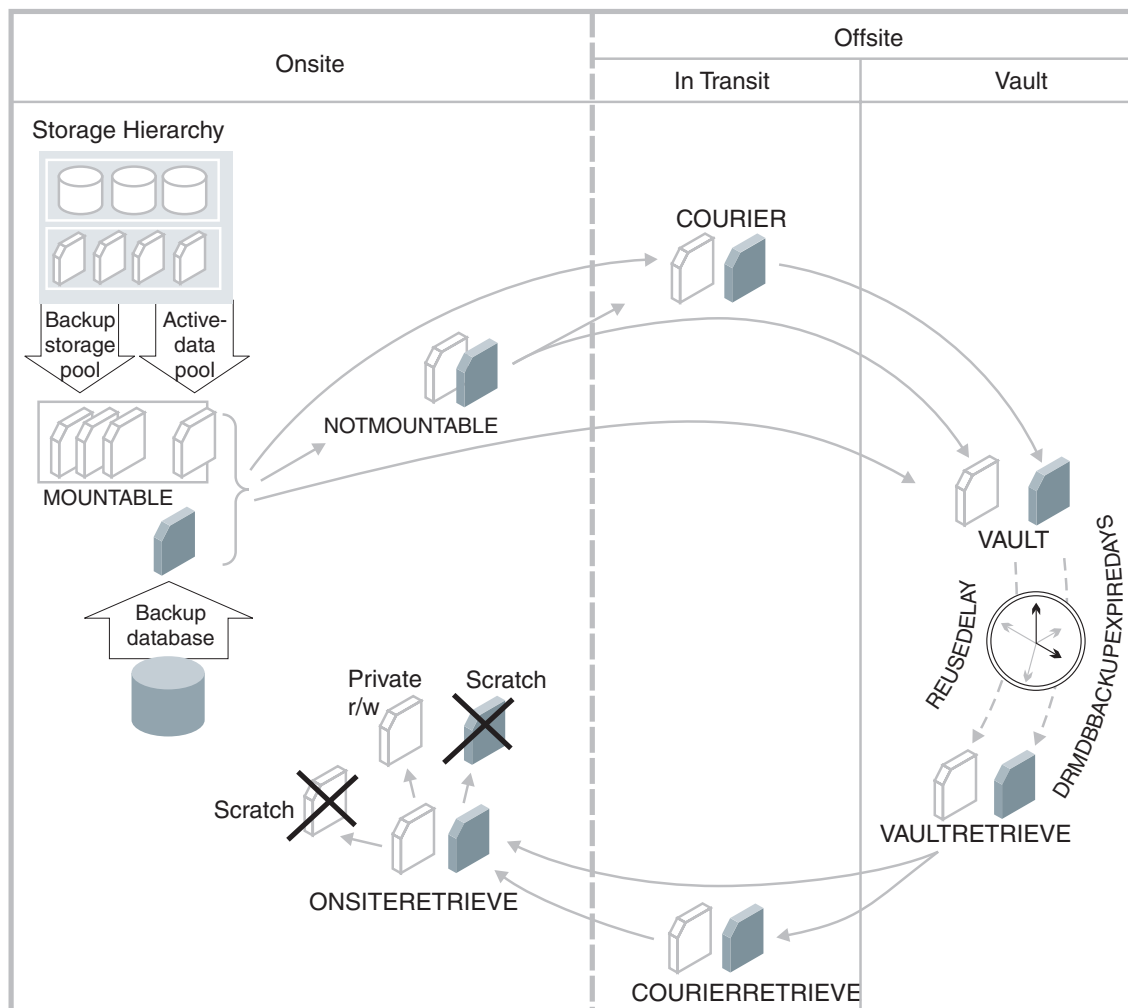 Onsite
Offsite
In Transit
Vault
Storage Hierarchy
Backup
storage
pool
Active-
data
pool
COURIER
NOTMOUNTABLE
MOUNTABLE
VAULT
Backup
database
REUSEDELAY
DRMDBBACKUPEXPIREDAYS
Private
r/w
Scratch
Scratch
VAULTRETRIEVE
ONSITERETRIEVE
COURIERRETRIEVE